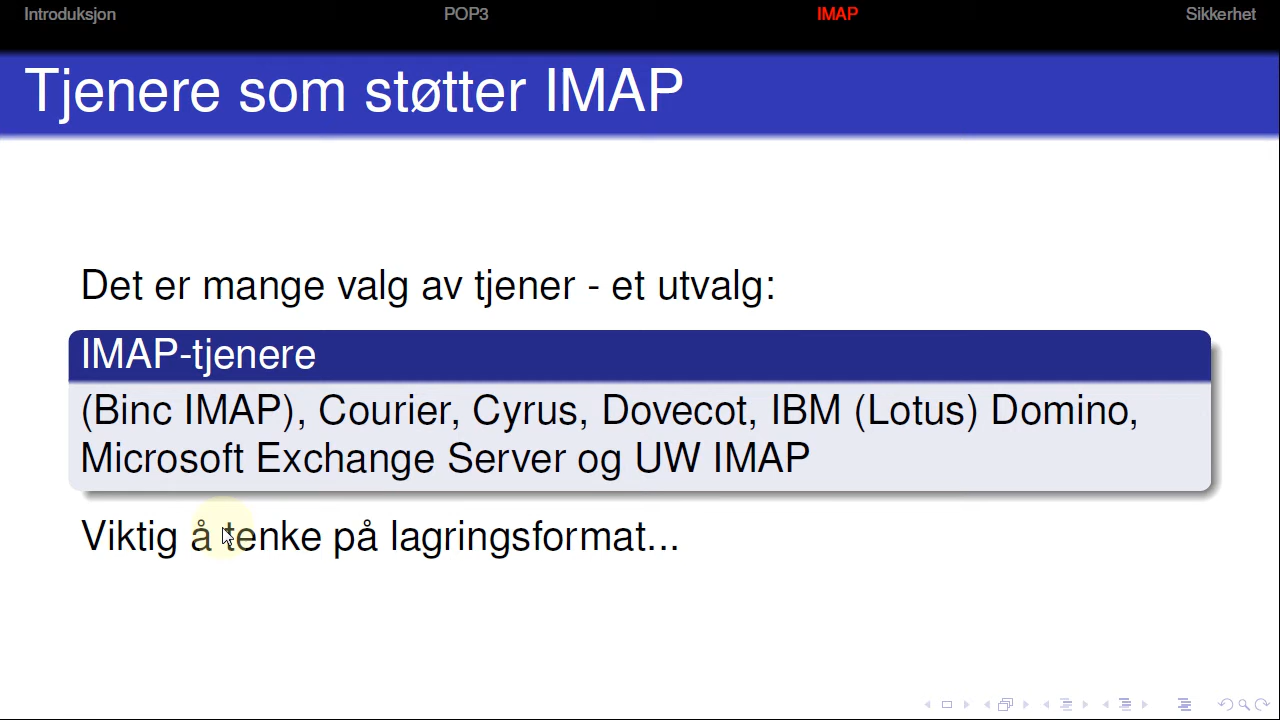 Introduksjon POP3 IMAP Sikkerhet
Tjenere som støtter IMAP
Det er mange valg av tjener - et utvalg:
IMAP-tjenere
(Binc IMAP), Courier, Cyrus, Dovecot, IBM (Lotus) Domino,
Microsoft Exchange Server og UW IMAP
Viktig å tenke på lagringsformat...